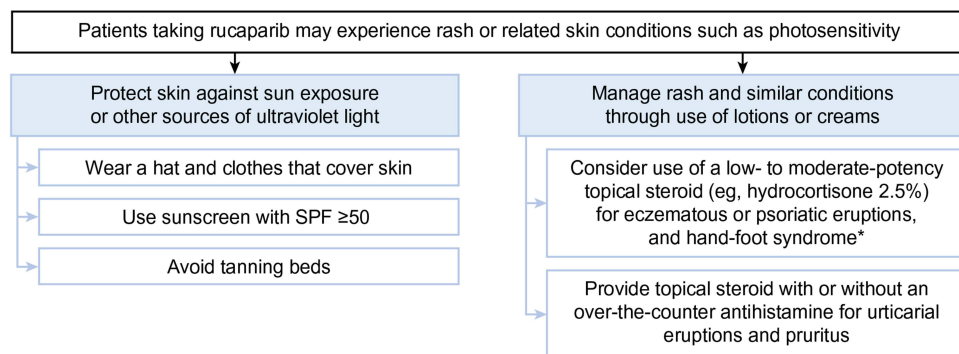 Patients taking rucaparib may experience rash or related skin conditions such as photosensitivity
Protect skin against sun exposure
or other sources of ultraviolet light
Wear a hat and clothes that cover skin
Use sunscreen with SPF ≥50
Avoid tanning beds
Manage rash and similar conditions
through use of lotions or creams
Consider use of a low- to moderate-potency
topical steroid (eg, hydrocortisone 2.5%)
for eczematous or psoriatic eruptions,
and hand-foot syndrome*
Provide topical steroid with or without an
over-the-counter antihistamine for urticarial
eruptions and pruritus